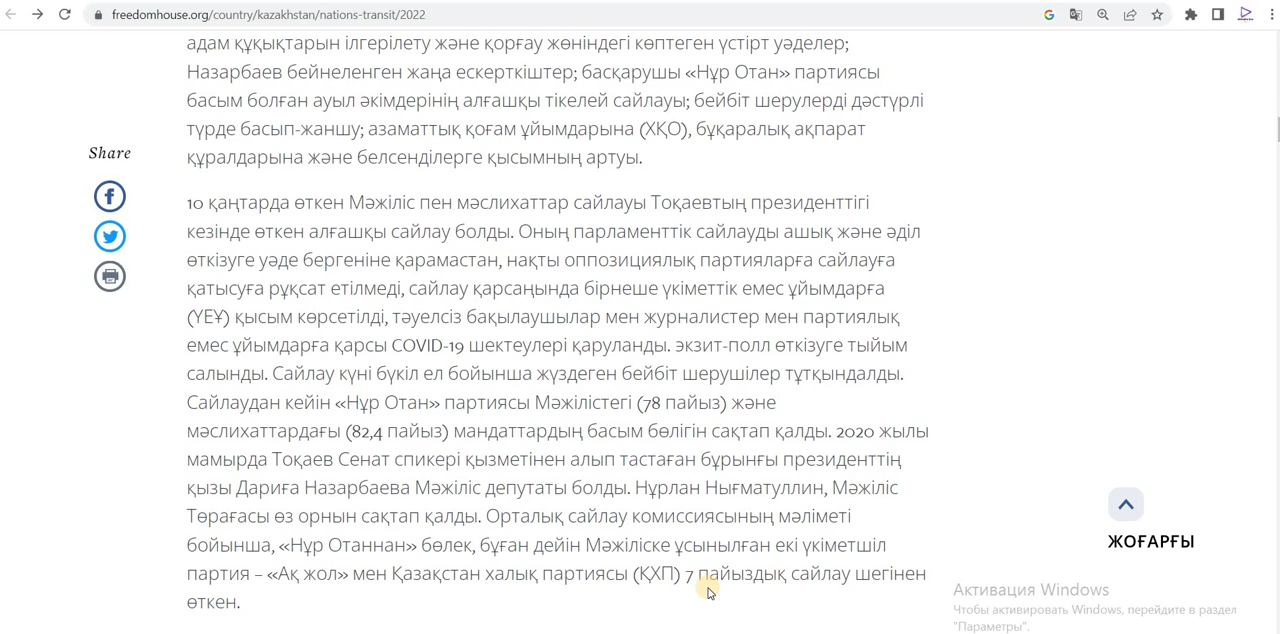 freedomhouse.org/country/kazakhstan/nations-transit/2022
адам құқықтарын ілгерілету және қорғау жөніндегі көптеген үстірт уәделер;
Назарбаев бейнеленген жаңа ескерткіштер; басқарушы «Нұр Отан» партиясы
басым болған ауыл әкімдерінің алғашқы тікелей сайлауы; бейбіт шерулерді дәстүрлі
түрде басып-жаншу; азаматтық қоғам ұйымдарына (ХҚО), бұқаралық ақпарат
құралдарына және белсенділерге қысымның артуы.
Share
10 қаңтарда өткен Мәжіліс пен мәслихаттар сайлауы Тоқаевтың президенттігі
кезінде өткен алғашқы сайлау болды. Оның парламенттік сайлауды ашық және әділ
өткізуге уәде бергеніне қарамастан, нақты оппозициялық партияларға сайлауға
қатысуға рұқсат етілмеді, сайлау қарсаңында бірнеше үкіметтік емес ұйымдарға
(ҮЕҰ) қысым көрсетілді, тәуелсіз бақылаушылар мен журналистер мен партиялық
емес ұйымдарға қарсы COVID-19 шектеулері қаруланды. экзит-полл өткізуге тыйым
салынды. Сайлау күні бүкіл ел бойынша жүздеген бейбіт шерушілер тұтқындалды.
Сайлаудан кейін «Нұр Отан» партиясы Мәжілістегі (78 пайыз) және
мәслихаттардағы (82,4 пайыз) мандаттардың басым бөлігін сақтап қалды. 2020 жылы
мамырда Тоқаев Сенат спикері қызметінен алып тастаған бұрынғы президенттің
қызы Дариға Назарбаева Мәжіліс депутаты болды. Нұрлан Нығматуллин, Мәжіліс
Төрағасы өз орнын сақтап қалды. Орталық сайлау комиссиясының мәліметі
бойынша, «Нұр Отаннан» бөлек, бұған дейін Мәжіліске ұсынылған екі үкіметшіл
партия – «Ақ жол» мен Қазақстан халық партиясы (ҚХП) 7 пайыздық сайлау шегінен
өткен.
ЖОҒАРҒЫ
Активация Windows
Чтобы активировать Windows, перейдите в раздел
"Параметры".